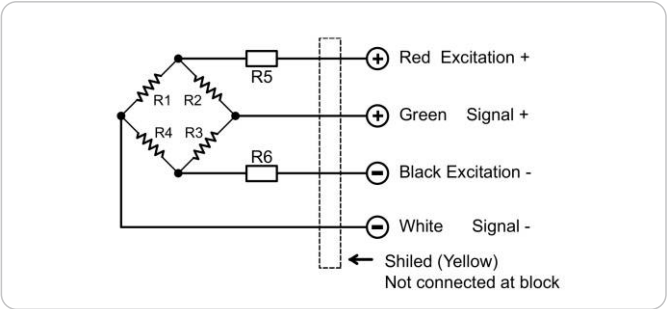 R5
Red Excitation +
R1 R2
Green Signal +
R4 R3
R6
Black Excitation -
White Signal -
Shiled (Yellow)
Not connected at block